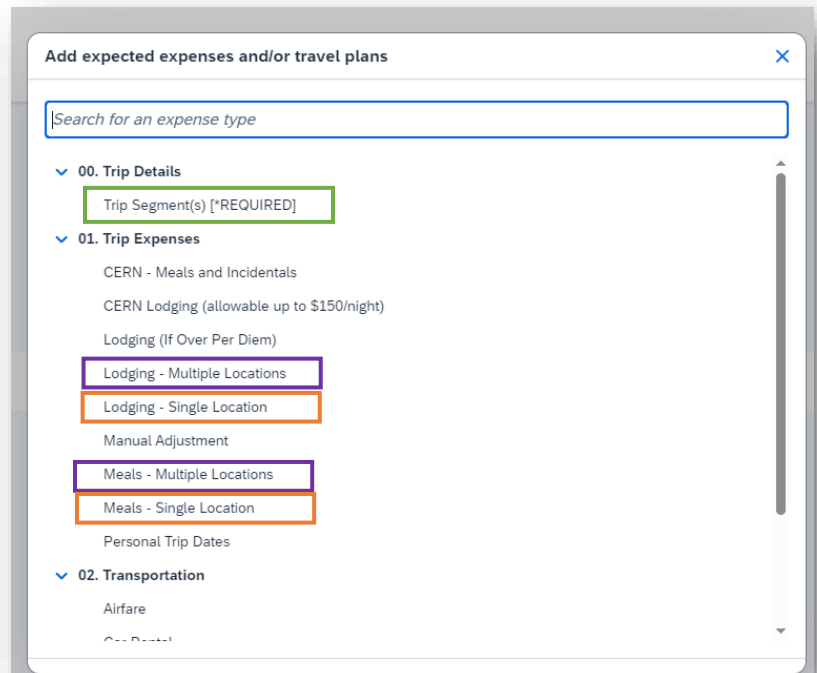 Add expected expenses and/or travel plans
Search for an expense type
00. Trip Details
Trip Segment(s) [*REQUIRED]
01. Trip Expenses
CERN - Meals and Incidentals
CERN Lodging (allowable up to $150/night)
Lodging (If Over Per Diem)
Lodging - Multiple Locations
Lodging - Single Location
Manual Adjustment
Meals - Multiple Locations
Meals - Single Location
Personal Trip Dates
02. Transportation
Airfare
Car Rental